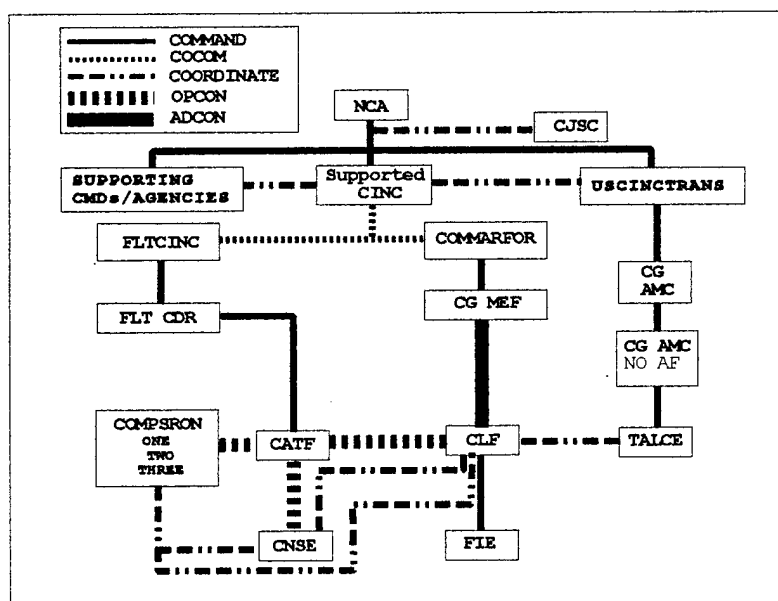 COMMAND
COCOM
COORDINATE
OPCON
ADCON
NCA
CJSC
SUPPORTING
CMDs/AGENCIES
Supported
CINC
USCINCTRANS
FLTCINC
COMMARFOR
CG
AMC
FLT CDR
CG MEF
CG AMC
NO AF
COMPSRON
ONE
TWO
THREE
CATF
CLF
TALCE
CNSE
FIE